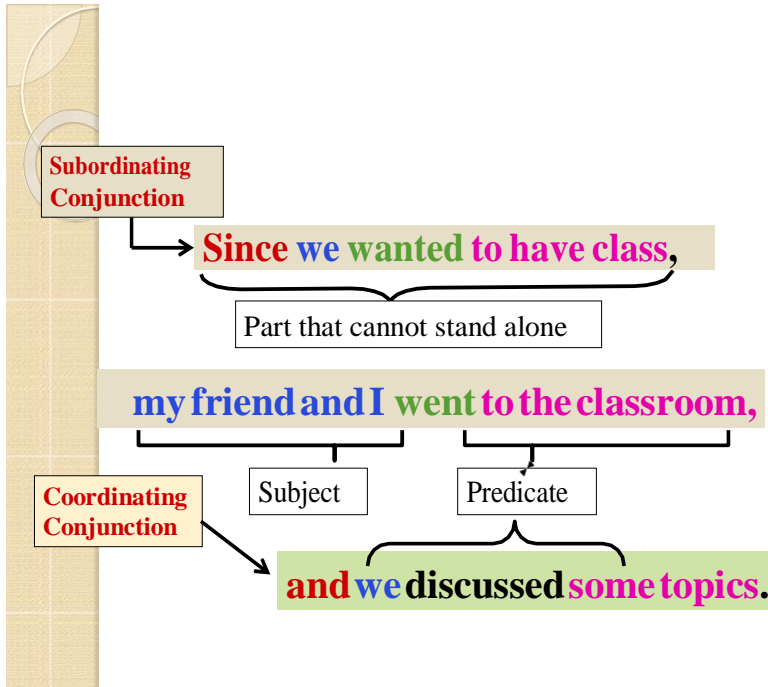 Subordinating
Conjunction
Since we wanted to have class,
Part that cannot stand alone
my friend and I went to the classroom,
Subject
Predicate
Coordinating
Conjunction
and we discussed some topics.